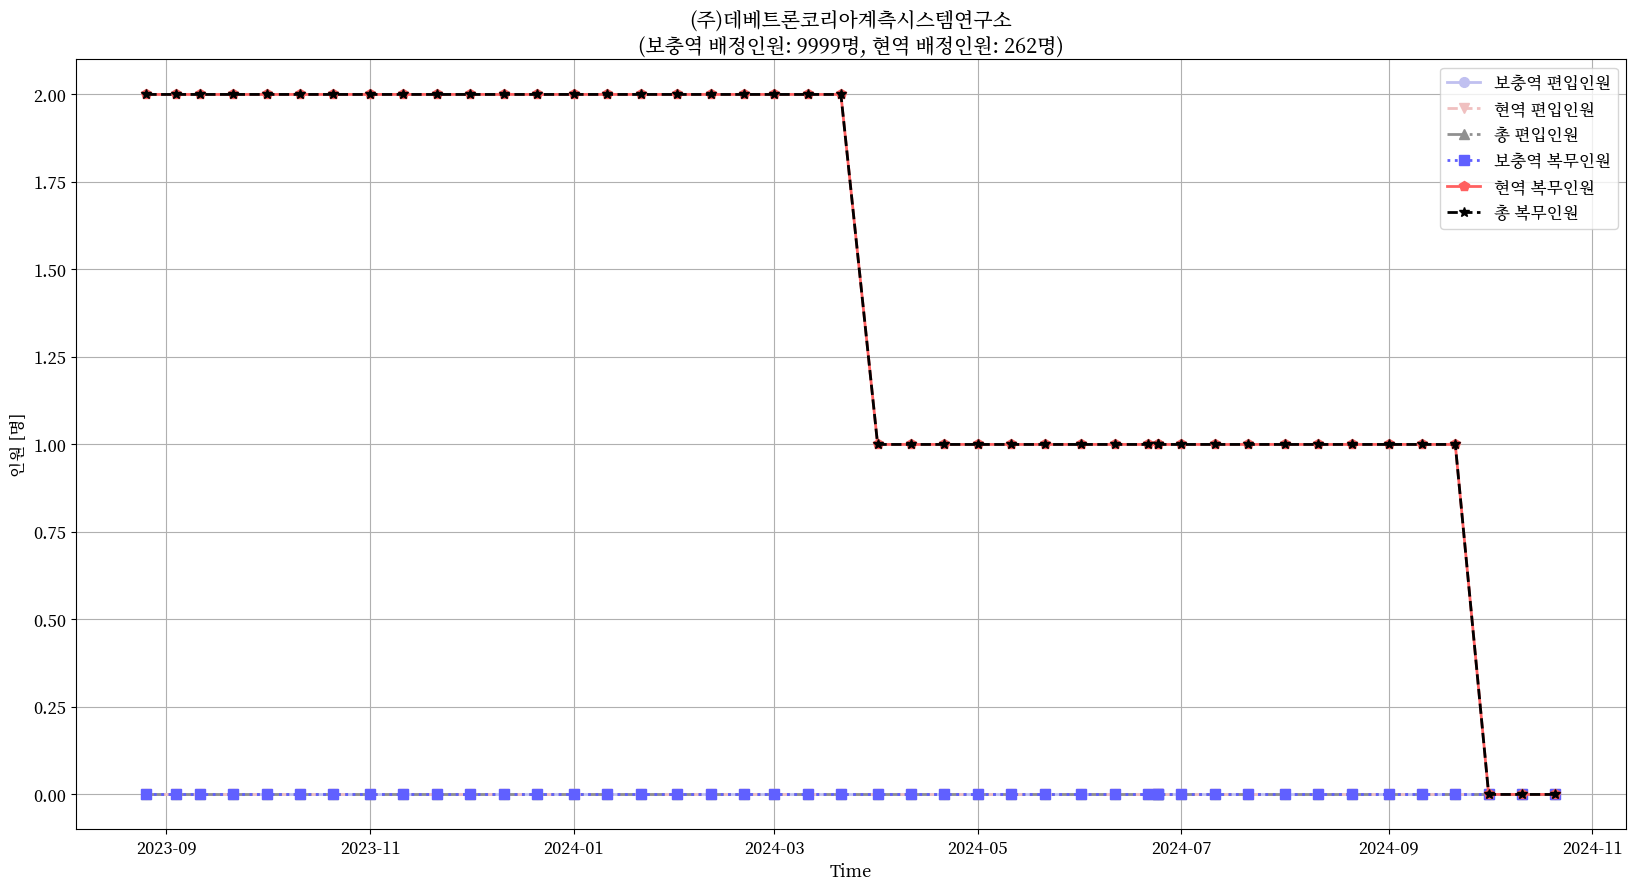 (주)데베트론코리아계측시스템연구소
(보충역 배정인원: 9999명, 현역 배정인원: 262명)
보충역 편입인원
현역 편입인원
총 편입인원
보충역 복무인원
현역 복무인원
총 복무인원
2.00
1.75
1.50
1.25
1.00
0.75
0.50
0.25
0.00
인원 [명]
2023-09 2023-11 2024-01 2024-03 2024-05 2024-07 2024-09 2024-11
Time